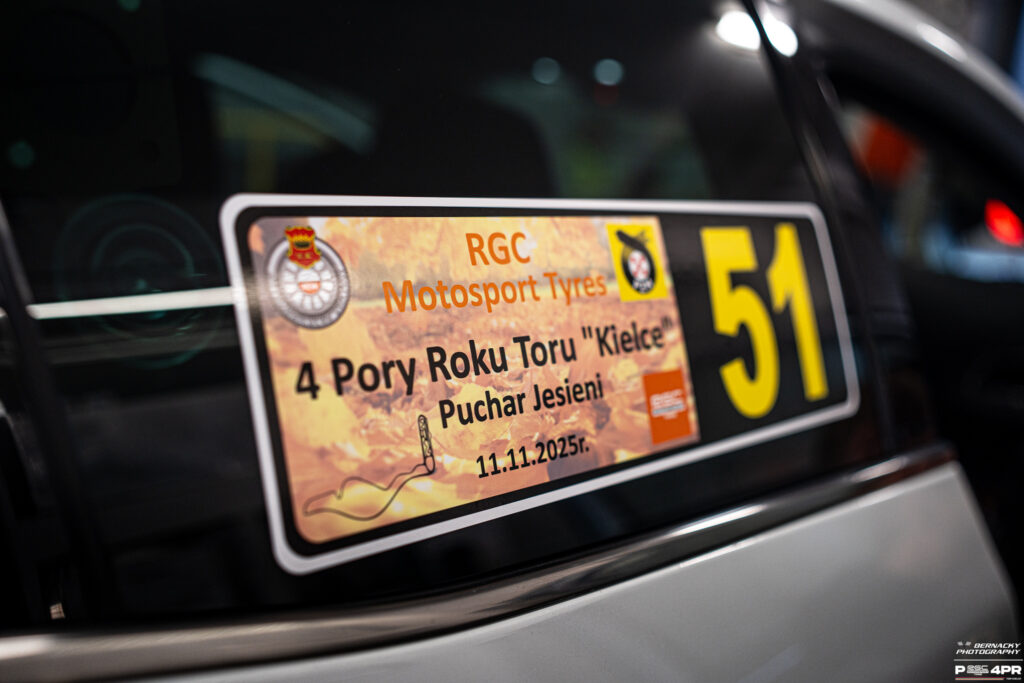 RGC
Motosport Tyres
4 Pory Roku Toru "Kielce"
Puchar Jesieni
11.11.2025r.
51
BERNACKY
PHOTOGRAPHY
4PR